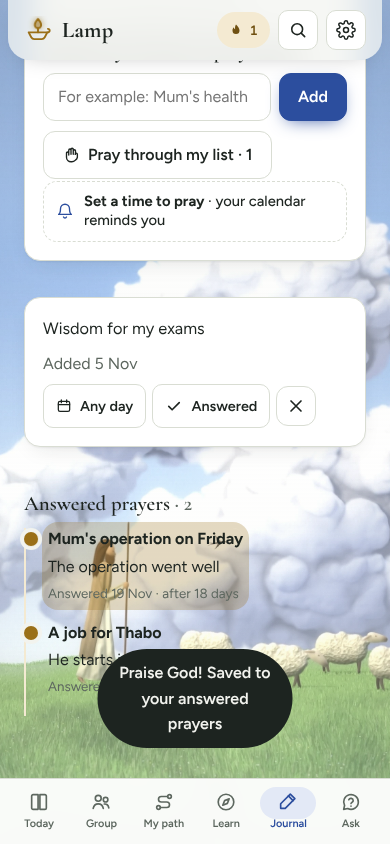 Lamp
1
For example: Mum's health
Add
Pray through my list · 1
Set a time to pray · your calendar
reminds you
Wisdom for my exams
Added 5 Nov
Any day
Answered
Answered prayers · 2
Mum's operation on Friday
The operation went well
Answered 19 Nov · after 18 days
A job for Thabo
He starts
Praise God! Saved to
your answered
prayers
Today
Group
My path
Learn
Journal
Ask